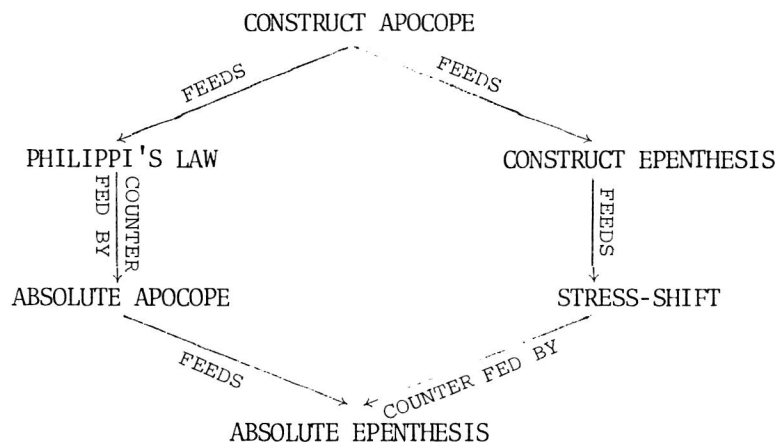 CONSTRUCT APOCOPE
FEEDS
FEEDS
PHILIPPI'S LAW
CONSTRUCT EPENTHESIS
COUNTER
FED BY
FEEDS
ABSOLUTE APOCOPE
STRESS-SHIFT
FEEDS
COUNTER FED BY
ABSOLUTE EPENTHESIS